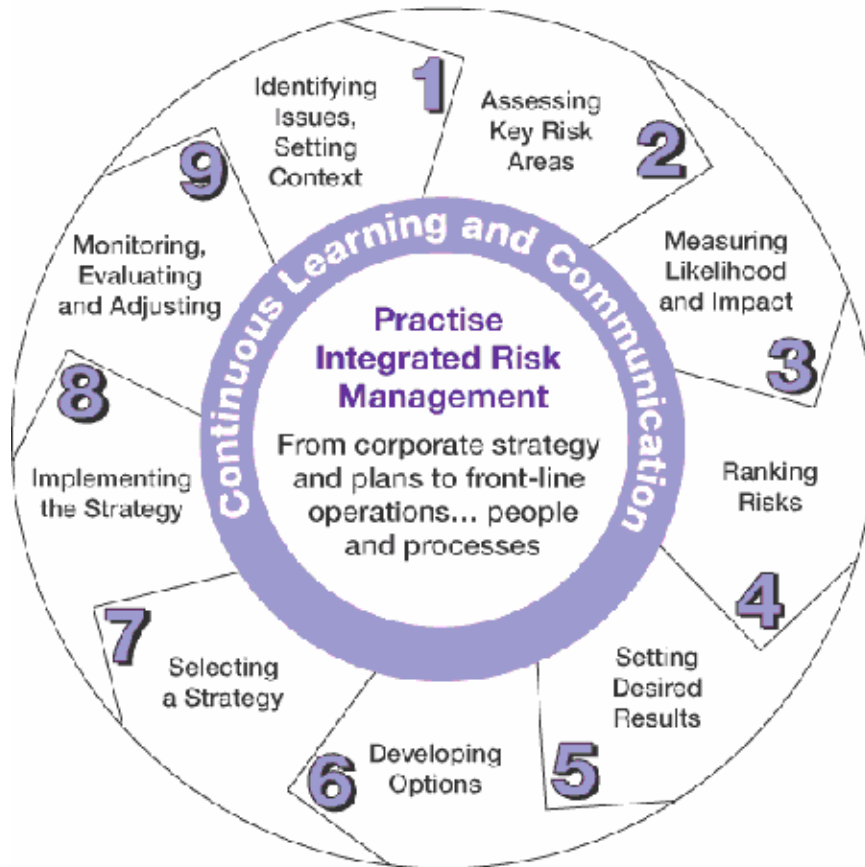 1
Identifying
Issues,
Setting
Context
2
Assessing
Key Risk
Areas
3
Measuring
Likelihood
and Impact
4
Ranking
Risks
5
Setting
Desired
Results
6
Developing
Options
7
Selecting
a Strategy
8
Implementing
the Strategy
9
Monitoring,
Evaluating
and Adjusting
Continuous Learning and Communication
Practise
Integrated Risk
Management
From corporate strategy
and plans to front-line
operations... people
and processes